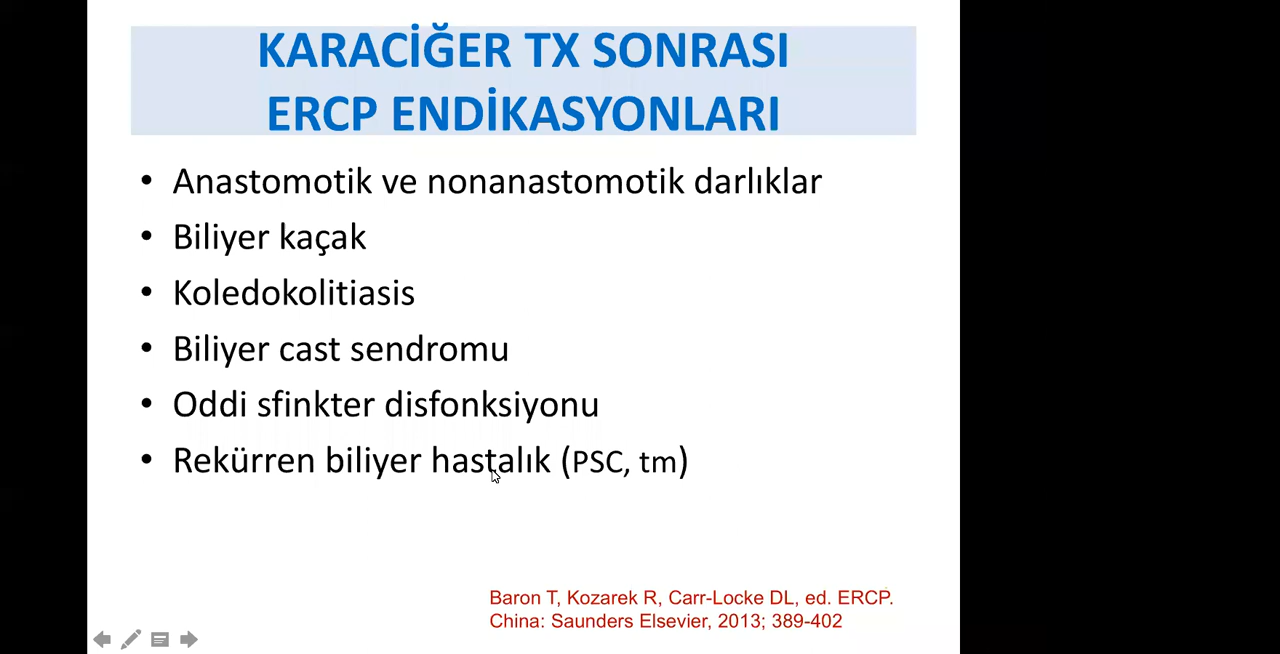 KARACİĞER TX SONRASI
ERCP ENDİKASYONLARI
• Anastomotik ve nonanastomotik darlıklar
• Biliyer kaçak
• Koledokolitiasis
• Biliyer cast sendromu
• Oddi sfinkter disfonksiyonu
• Rekürren biliyer hastalık (PSC, tm)
Baron T, Kozarek R, Carr-Locke DL, ed. ERCP.
China: Saunders Elsevier, 2013; 389-402